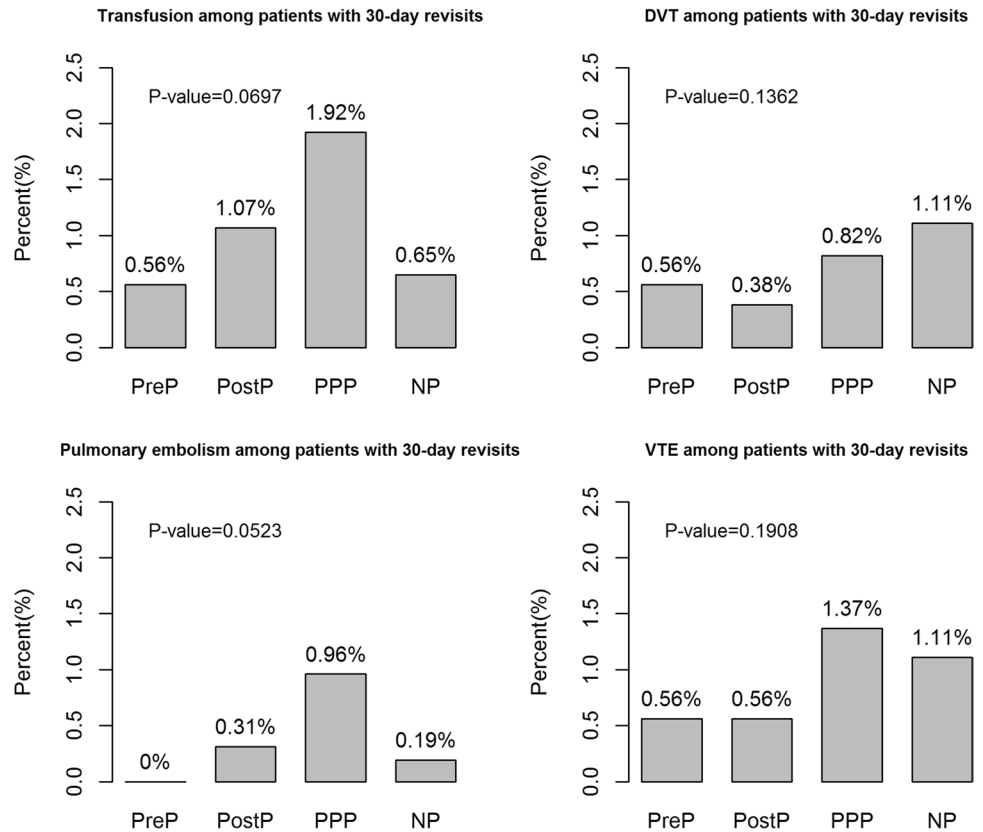 Transfusion among patients with 30-day revisits
P-value=0.0697
Percent(%)
2.5
2.0
1.5
1.0
0.5
0.0
0.56%
1.07%
1.92%
0.65%
PreP PostP PPP NP
DVT among patients with 30-day revisits
P-value=0.1362
Percent(%)
2.5
2.0
1.5
1.0
0.5
0.0
0.56%
0.38%
0.82%
1.11%
PreP PostP PPP NP
Pulmonary embolism among patients with 30-day revisits
P-value=0.0523
Percent(%)
2.5
2.0
1.5
1.0
0.5
0.0
0%
0.31%
0.96%
0.19%
PreP PostP PPP NP
VTE among patients with 30-day revisits
P-value=0.1908
Percent(%)
2.5
2.0
1.5
1.0
0.5
0.0
0.56%
0.56%
1.37%
1.11%
PreP PostP PPP NP